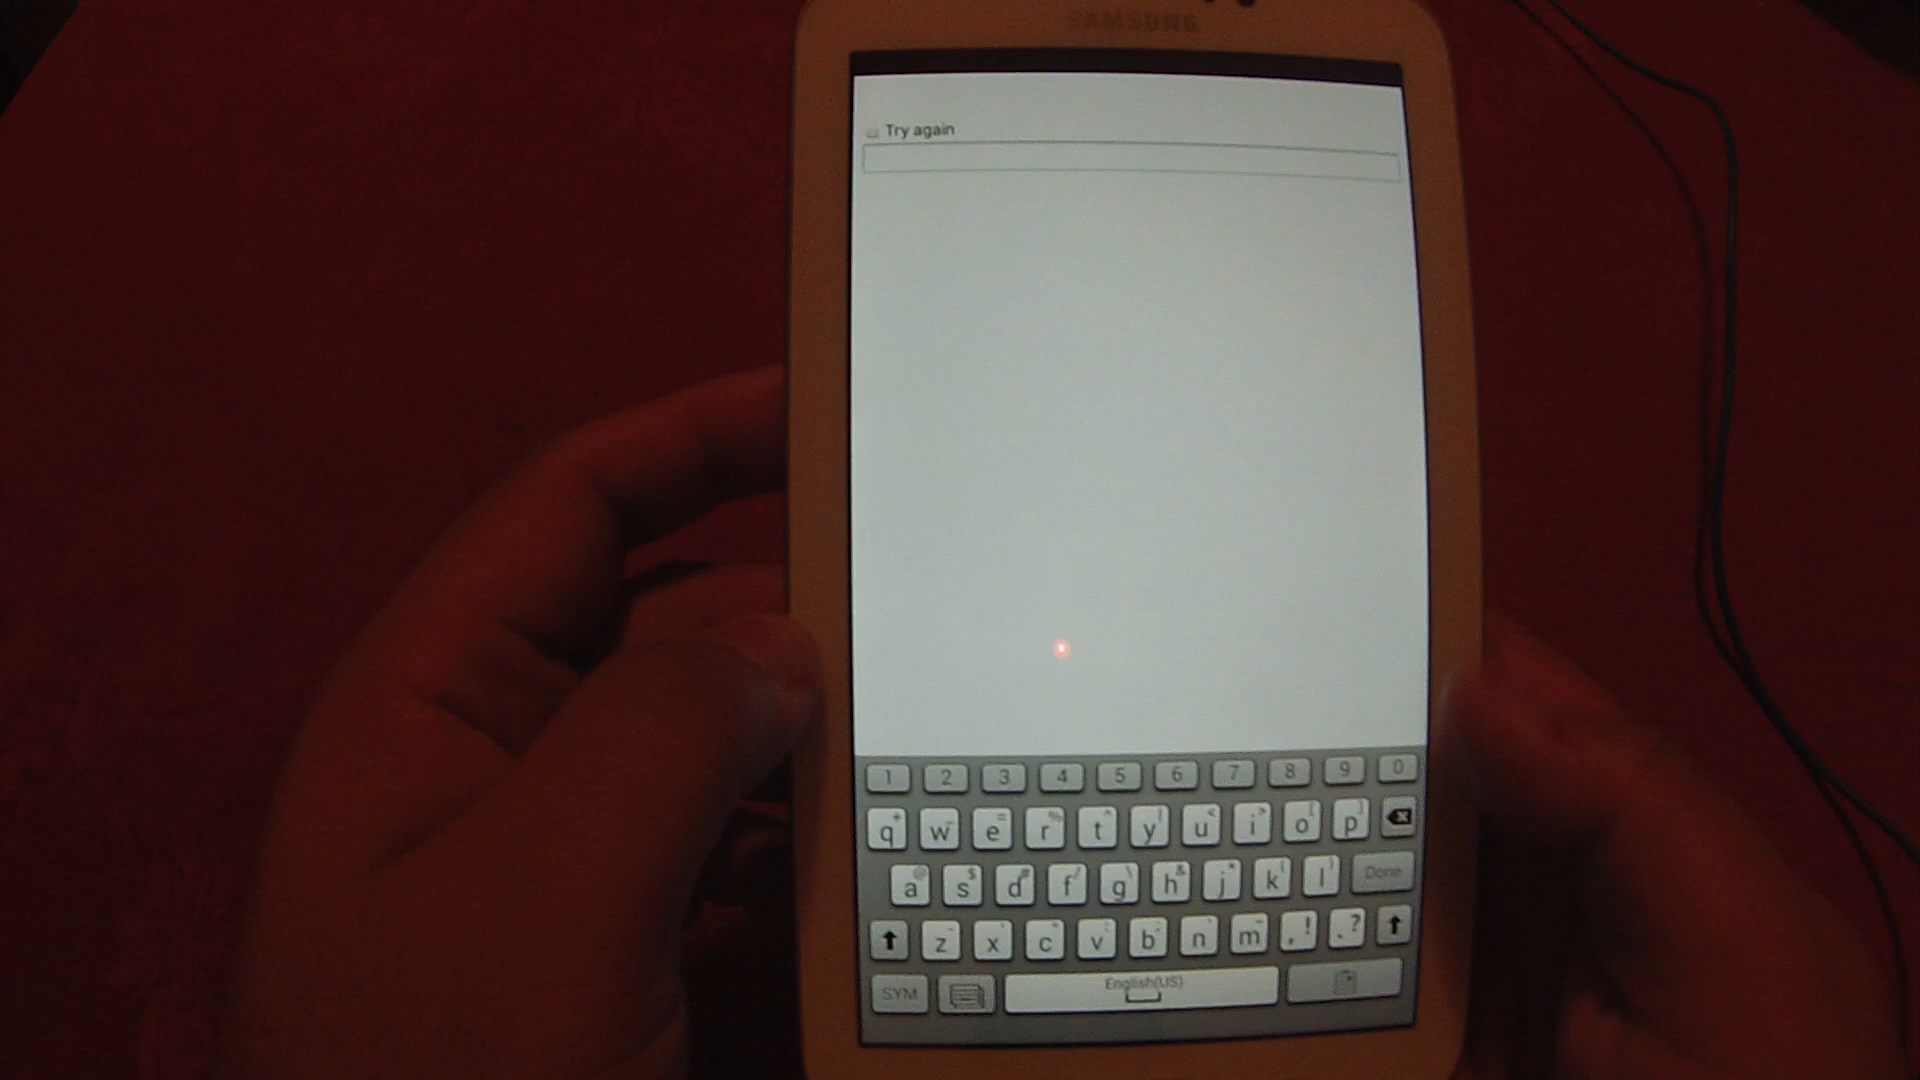 SAMSUNG
Try again
1 2 3 4 5 6 7 8 9 0
q w e r t y u i o p
a s d f g h j k l Done
z x c v b n m , ! . ?
SYM English(US)